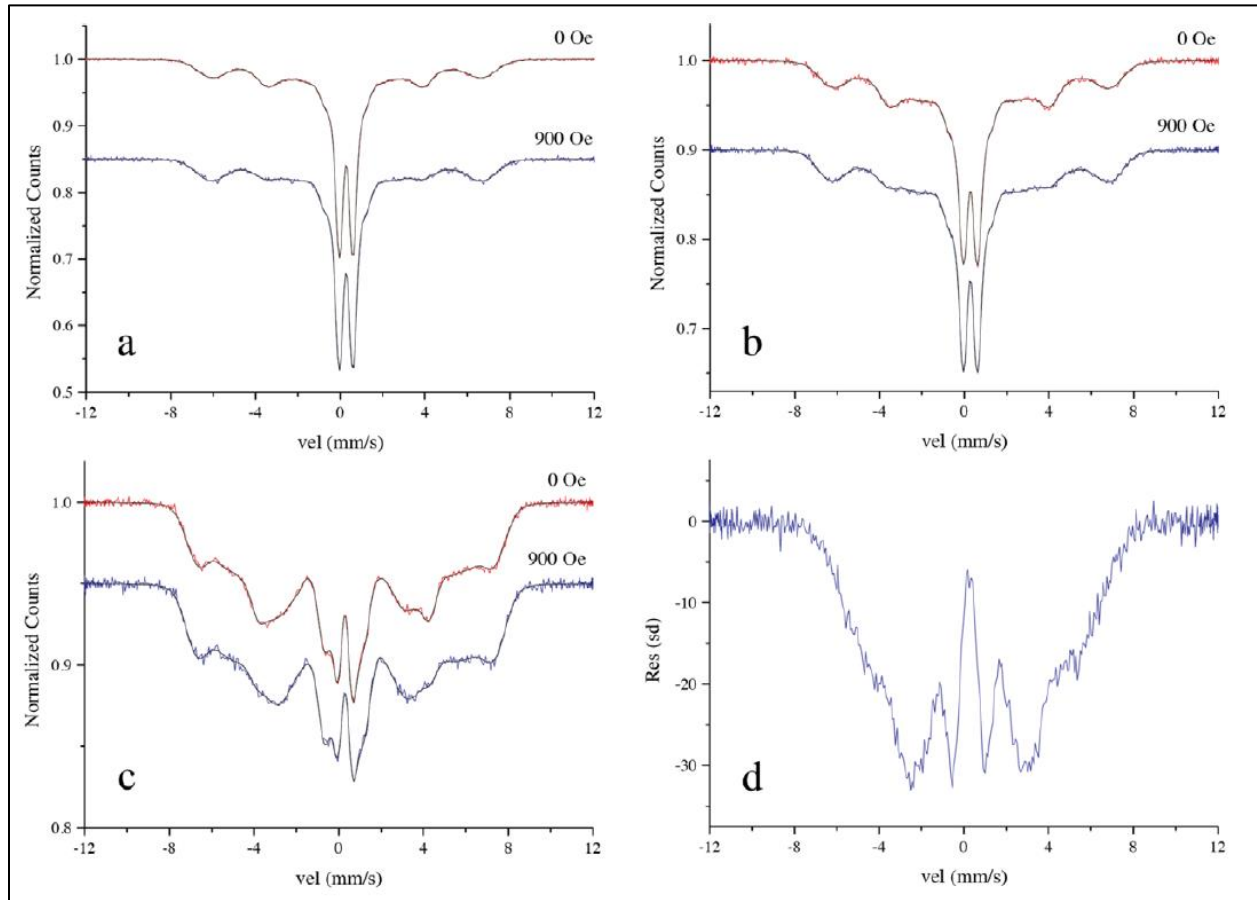 0 Oe
900 Oe
1.0
0.9
0.8
0.7
0.6
0.5
Normalized Counts
a
-12 -8 -4 0 4 8 12
vel (mm/s)
0 Oe
900 Oe
1.0
0.9
0.8
0.7
Normalized Counts
b
-12 -8 -4 0 4 8 12
vel (mm/s)
0 Oe
900 Oe
1.0
0.9
0.8
Normalized Counts
c
-12 -8 -4 0 4 8 12
vel (mm/s)
0
-10
-20
-30
Res (sd)
d
-12 -8 -4 0 4 8 12
vel (mm/s)